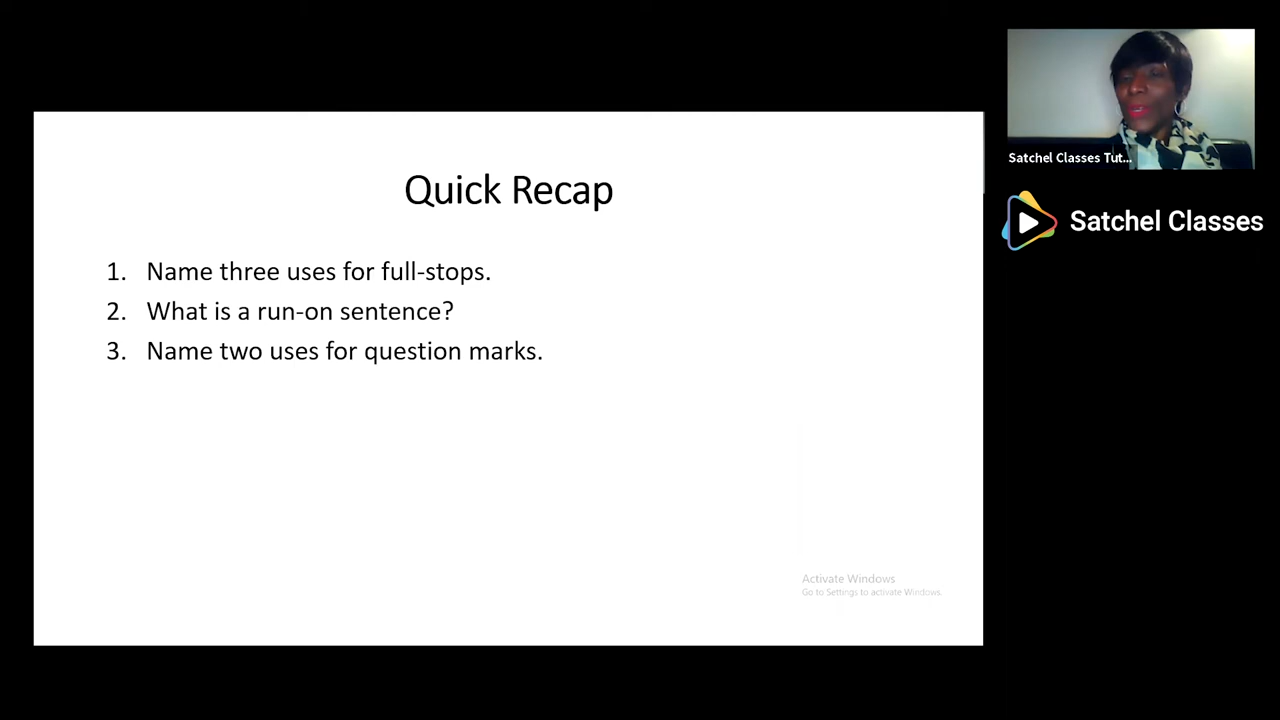 Quick Recap
1. Name three uses for full-stops.
2. What is a run-on sentence?
3. Name two uses for question marks.
Activate Windows
Go to Settings to activate Windows.
Satchel Classes Tut...
Satchel Classes